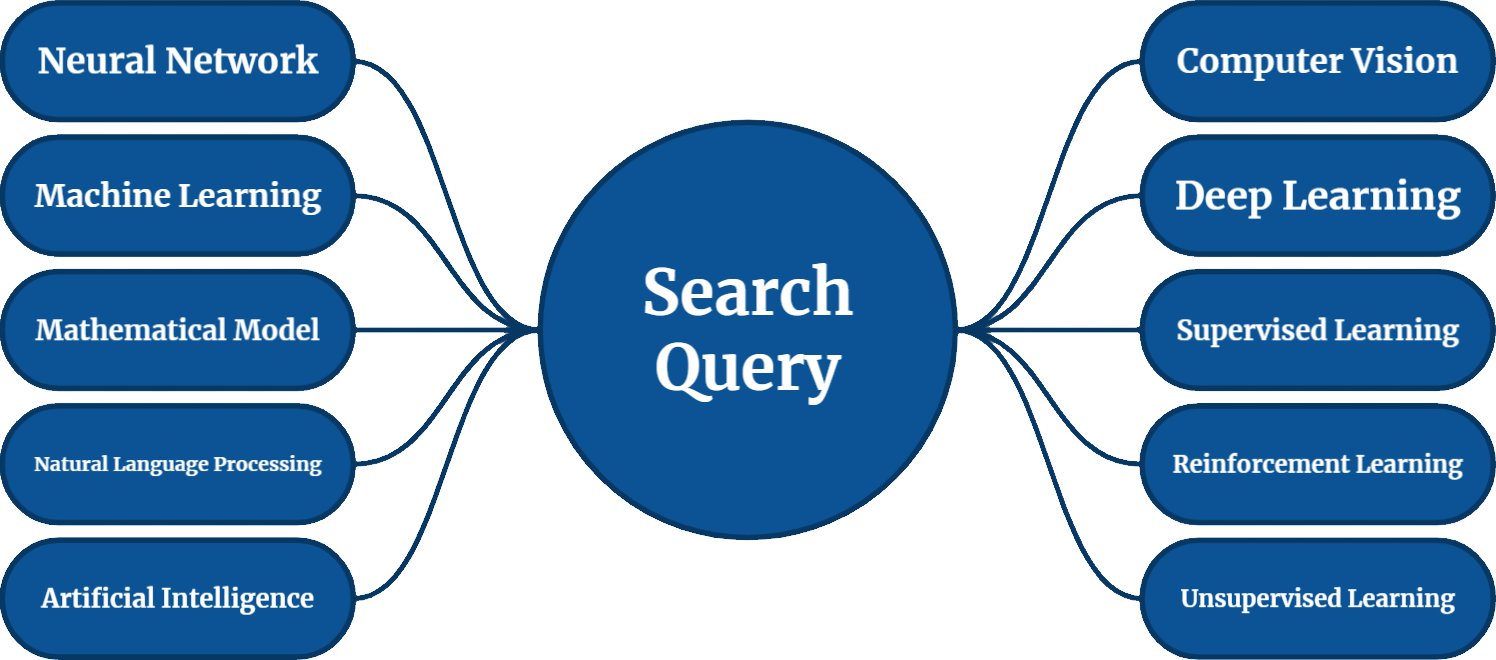 Neural Network
Machine Learning
Mathematical Model
Natural Language Processing
Artificial Intelligence
Search
Query
Computer Vision
Deep Learning
Supervised Learning
Reinforcement Learning
Unsupervised Learning